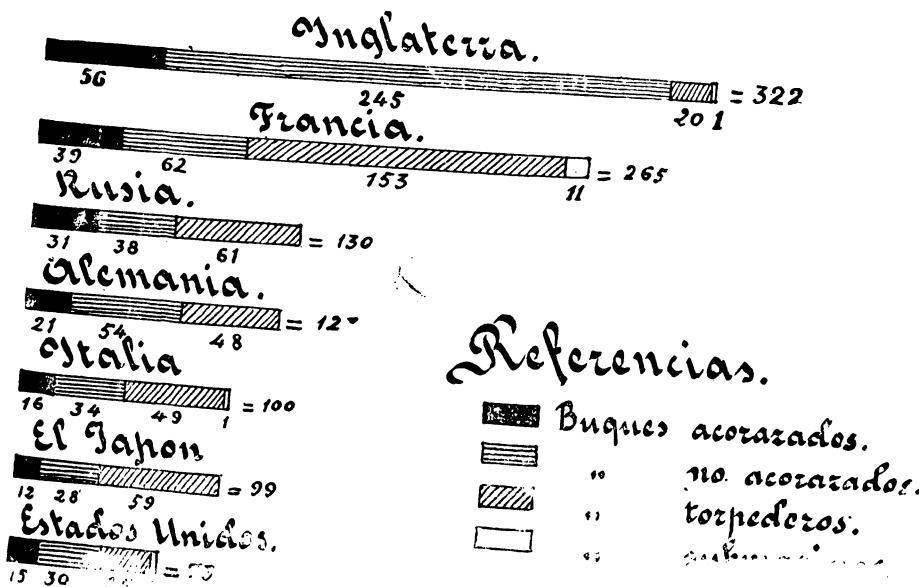 Inglaterra.
56 245 20 1 = 322
Francia.
39 62 153 11 = 265
Rusia.
31 38 61 = 130
Alemania.
21 54 48 = 12
Italia
16 34 49 1 = 100
El Japon
12 28 59 = 99
Estados Unidos.
15 30 =
Referencias.
Buques acorazados.
" no acorazados.
" torpederos.
"